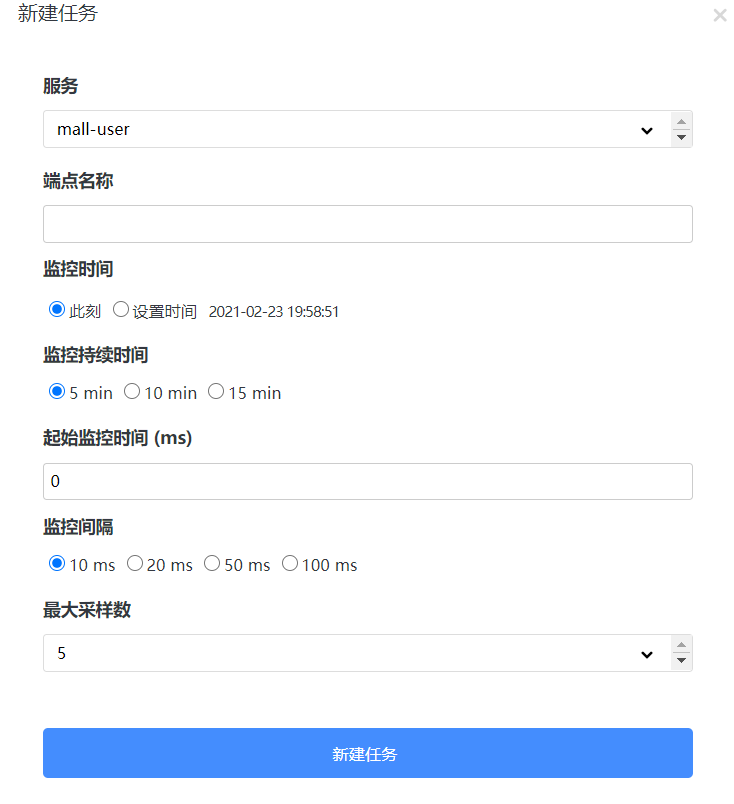 新建任务
服务
mall-user
端点名称
监控时间
此刻 设置时间 2021-02-23 19:58:51
监控持续时间
5 min 10 min 15 min
起始监控时间 (ms)
0
监控间隔
10 ms 20 ms 50 ms 100 ms
最大采样数
5
新建任务